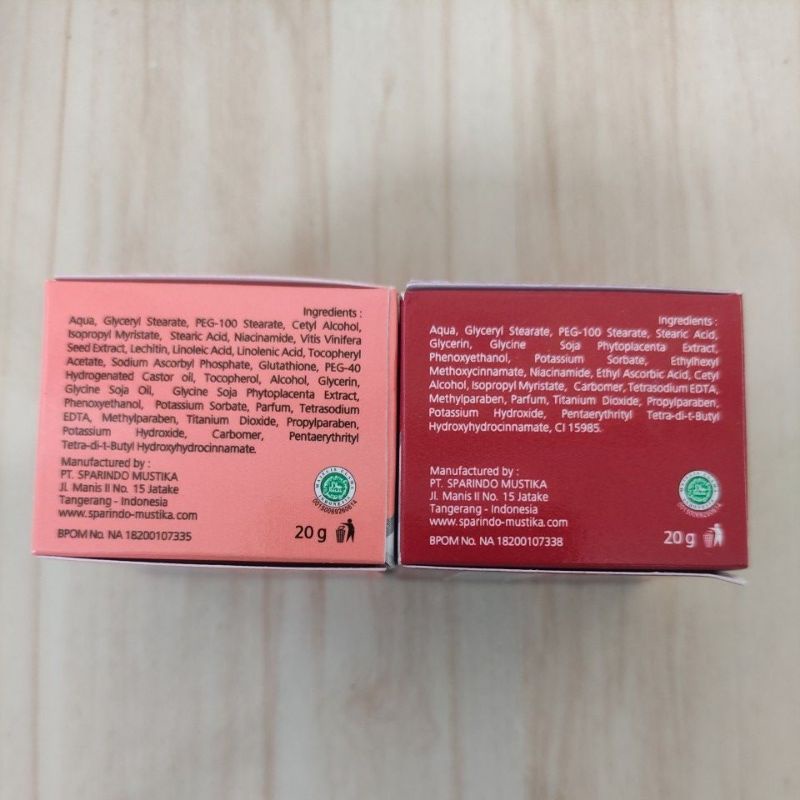 Ingredients :
Aqua, Glyceryl Stearate, PEG-100 Stearate, Cetyl Alcohol,
Isopropyl Myristate, Stearic Acid, Niacinamide, Vitis Vinifera
Seed Extract, Lechitin, Linoleic Acid, Linolenic Acid, Tocopheryl
Acetate, Sodium Ascorbyl Phosphate, Glutathione, PEG-40
Hydrogenated Castor oil, Tocopherol, Alcohol, Glycerin,
Glycine Soja Oil, Glycine Soja Phytoplacenta Extract,
Phenoxyethanol, Potassium Sorbate, Parfum, Tetrasodium
EDTA, Methylparaben, Titanium Dioxide, Propylparaben,
Potassium Hydroxide, Carbomer, Pentaerythrityl
Tetra-di-t-Butyl Hydroxyhydrocinnamate.
Manufactured by :
PT. SPARINDO MUSTIKA
Jl. Manis II No. 15 Jatake
Tangerang - Indonesia
www.sparindo-mustika.com
BPOM No. NA 18200107335
20 g
Ingredients :
Aqua, Glyceryl Stearate, PEG-100 Stearate, Stearic Acid,
Glycerin, Glycine Soja Phytoplacenta Extract,
Phenoxyethanol, Potassium Sorbate, Ethylhexyl
Methoxycinnamate, Niacinamide, Ethyl Ascorbic Acid, Cetyl
Alcohol, Isopropyl Myristate, Carbomer, Tetrasodium EDTA,
Methylparaben, Parfum, Titanium Dioxide, Propylparaben,
Potassium Hydroxide, Pentaerythrityl Tetra-di-t-Butyl
Hydroxyhydrocinnamate, CI 15985.
Manufactured by :
PT. SPARINDO MUSTIKA
Jl. Manis II No. 15 Jatake
Tangerang - Indonesia
www.sparindo-mustika.com
BPOM No. NA 18200107338
20 g